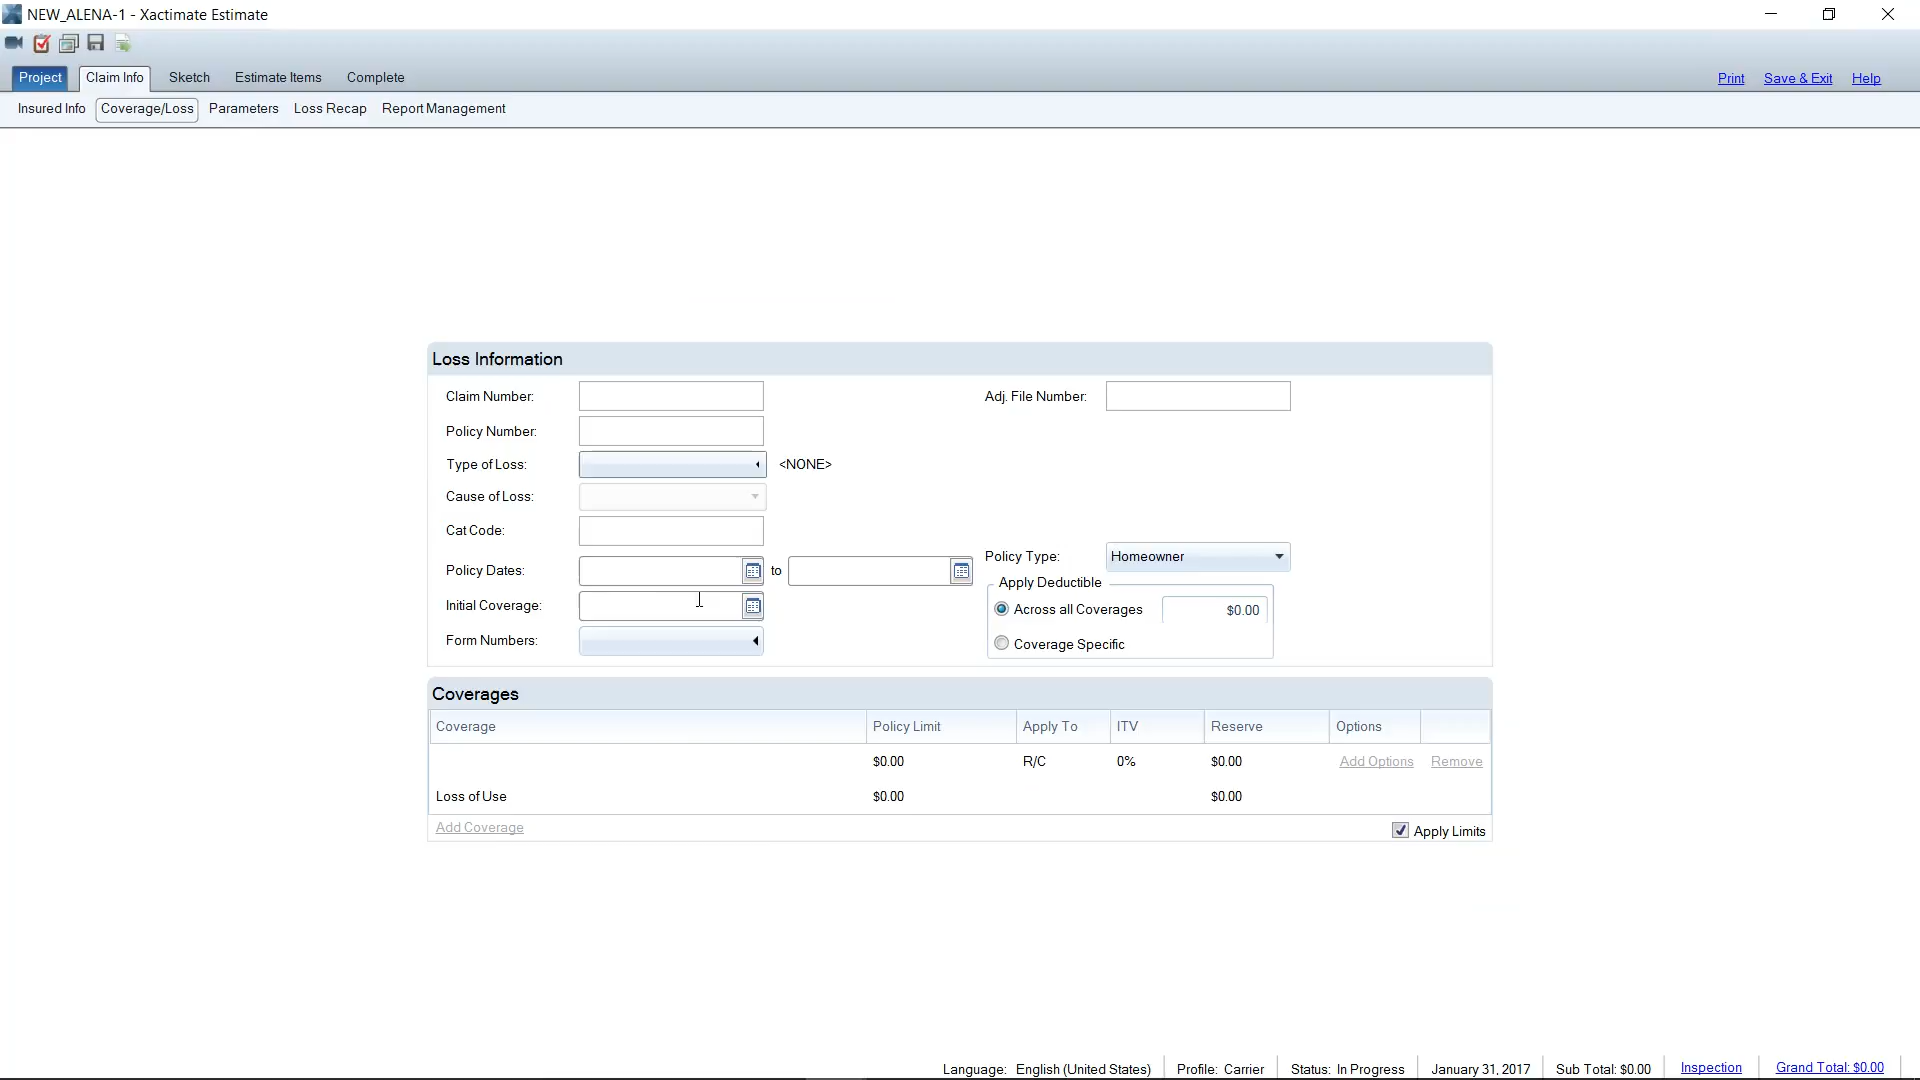 NEW_ALENA-1 - Xactimate Estimate
Project Claim Info Sketch Estimate Items Complete Print Save & Exit Help
Insured Info Coverage/Loss Parameters Loss Recap Report Management
Loss Information
Claim Number: Adj. File Number:
Policy Number:
Type of Loss: <NONE>
Cause of Loss:
Cat Code:
Policy Dates: to Policy Type: Homeowner
Apply Deductible
Initial Coverage: Across all Coverages $0.00
Form Numbers: Coverage Specific
Coverages
Coverage Policy Limit Apply To ITV Reserve Options
$0.00 R/C 0% $0.00 Add Options Remove
Loss of Use $0.00 $0.00
Add Coverage Apply Limits
Language: English (United States) Profile: Carrier Status: In Progress January 31, 2017 Sub Total: $0.00 Inspection Grand Total: $0.00